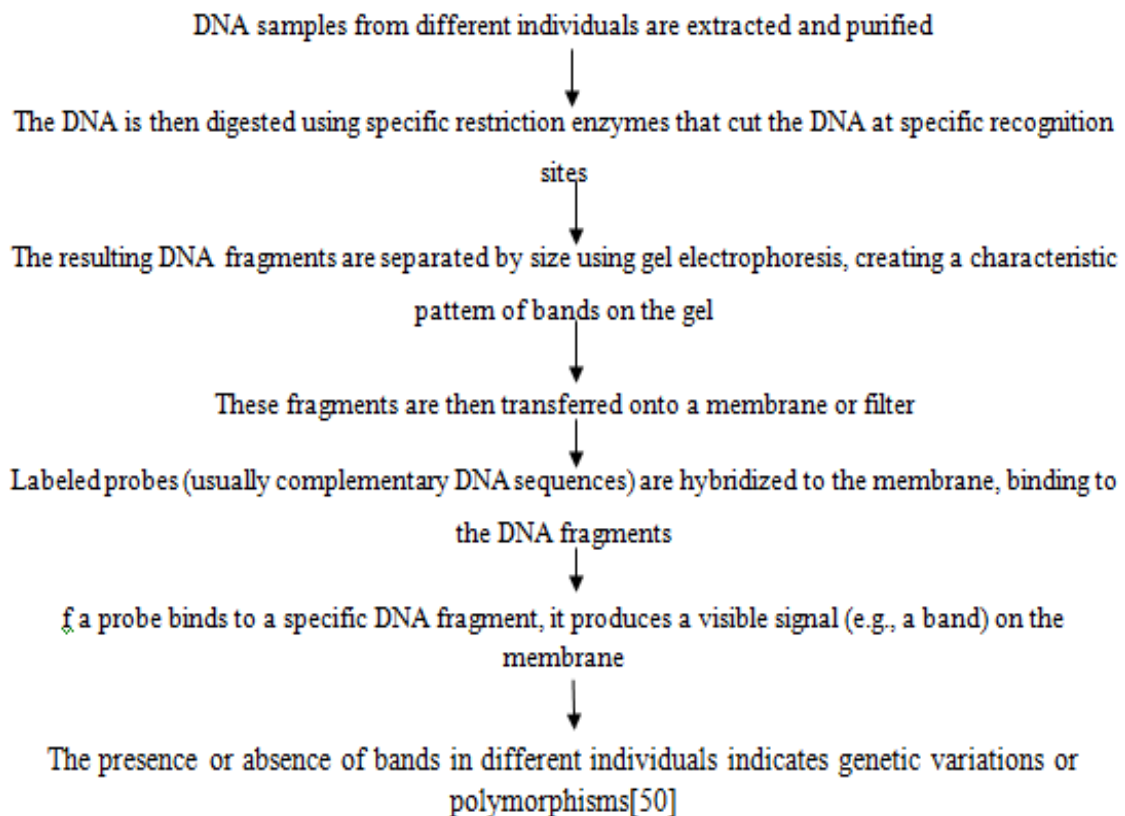 DNA samples from different individuals are extracted and purified
The DNA is then digested using specific restriction enzymes that cut the DNA at specific recognition
sites
The resulting DNA fragments are separated by size using gel electrophoresis, creating a characteristic
pattern of bands on the gel
These fragments are then transferred onto a membrane or filter
Labeled probes (usually complementary DNA sequences) are hybridized to the membrane, binding to
the DNA fragments
f a probe binds to a specific DNA fragment, it produces a visible signal (e.g., a band) on the
membrane
The presence or absence of bands in different individuals indicates genetic variations or
polymorphisms[50]